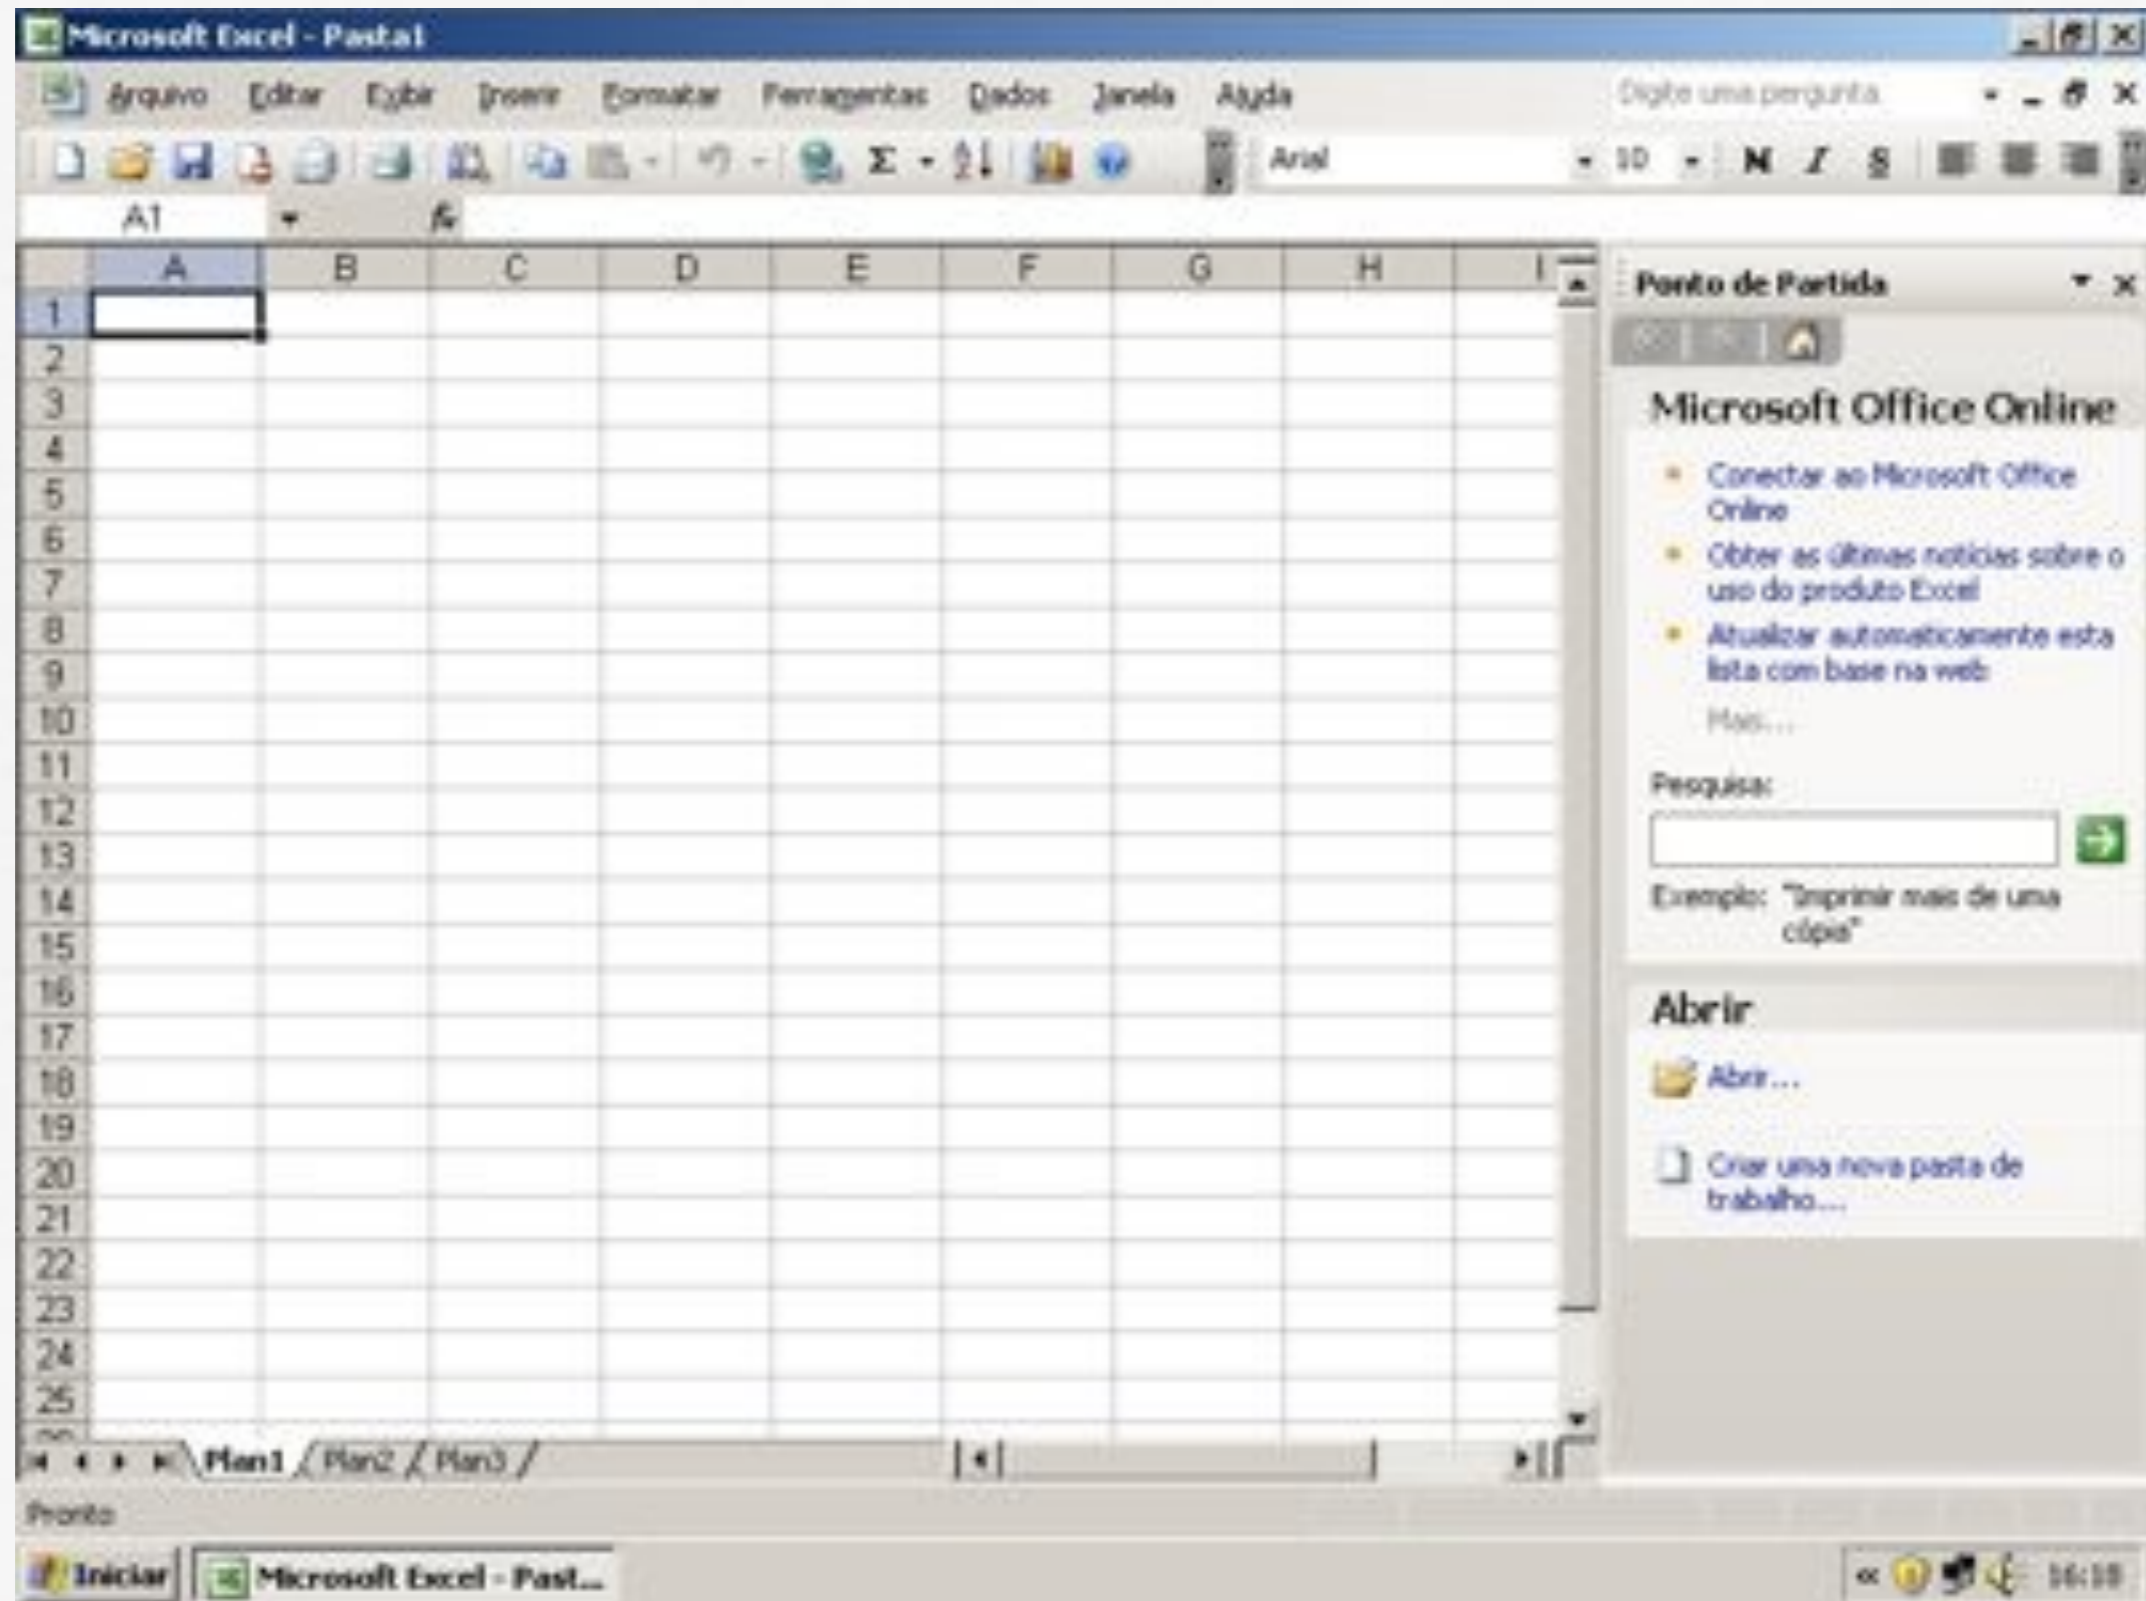 Microsoft Excel - Pasta1
Arquivo Editar Exibir Inserir Formatar Ferramentas Dados Janela Ajuda Digite uma pergunta
Arial 10 N I S
A1 fx
A B C D E F G H I
1
2
3
4
5
6
7
8
9
10
11
12
13
14
15
16
17
18
19
20
21
22
23
24
25
Ponto de Partida
Microsoft Office Online
Conectar ao Microsoft Office
Online
Obter as últimas notícias sobre o
uso do produto Excel
Atualizar automaticamente esta
lista com base na web
Mais...
Pesquisa:
Exemplo: "Imprimir mais de uma
cópia"
Abrir
Abrir...
Criar uma nova pasta de
trabalho...
Plan1 Plan2 Plan3
Pronto
Iniciar Microsoft Excel - Past... 16:18